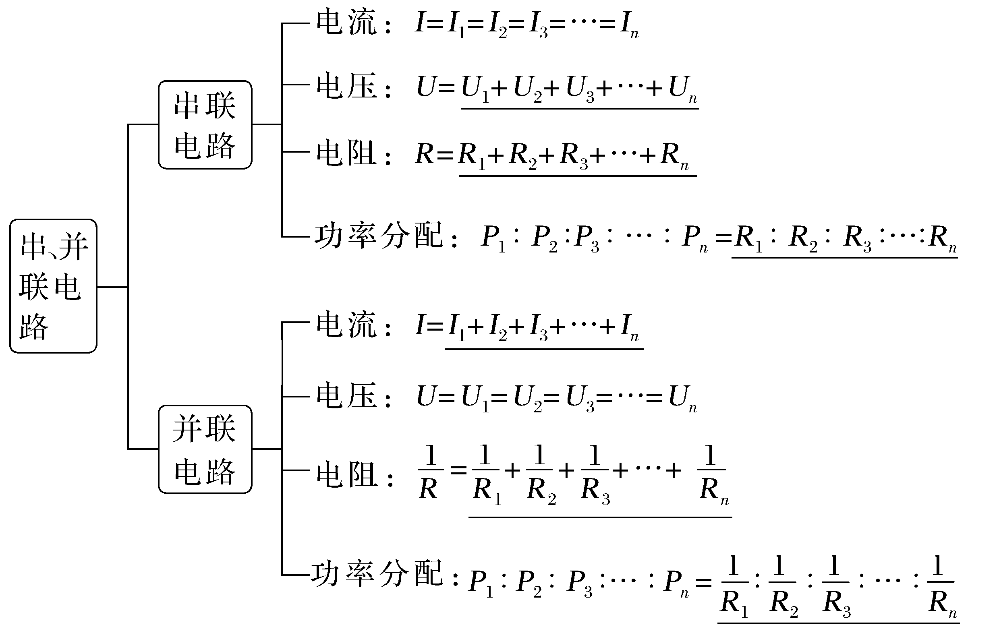 串、并
联电
路
串联
电路
电流：I=I₁=I₂=I₃=…=Iₙ
电压：U=U₁+U₂+U₃+…+Uₙ
电阻：R=R₁+R₂+R₃+…+Rₙ
功率分配：P₁∶P₂∶P₃∶…∶Pₙ=R₁∶R₂∶R₃∶…∶Rₙ
并联
电路
电流：I=I₁+I₂+I₃+…+Iₙ
电压：U=U₁=U₂=U₃=…=Uₙ
电阻：1/R=1/R₁+1/R₂+1/R₃+…+1/Rₙ
功率分配：P₁∶P₂∶P₃∶…∶Pₙ=1/R₁∶1/R₂∶1/R₃∶…∶1/Rₙ